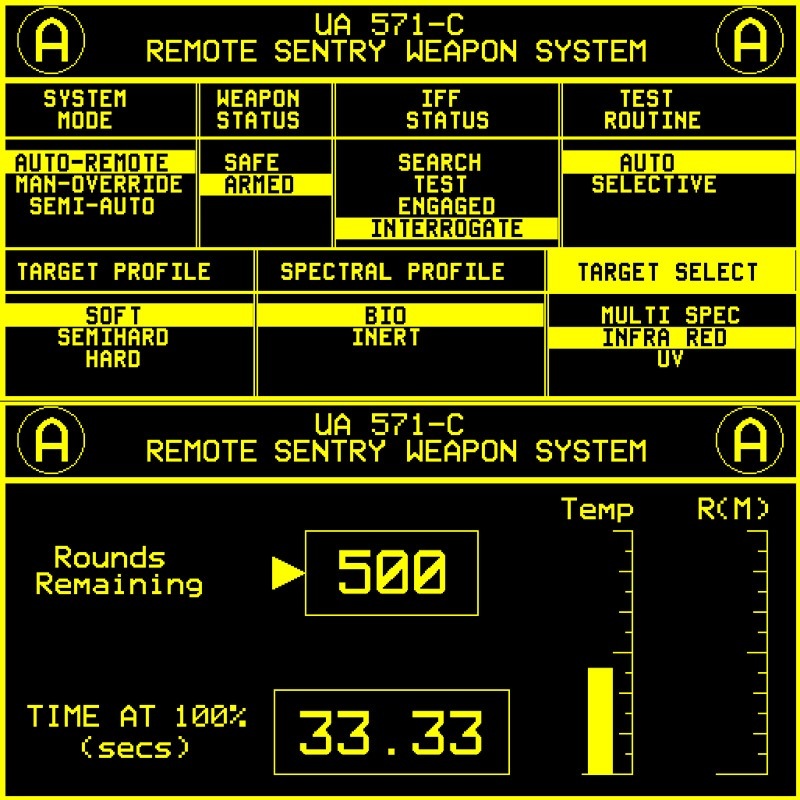 A
UA 571-C
A
REMOTE SENTRY WEAPON SYSTEM
SYSTEM MODE
WEAPON STATUS
IFF STATUS
TEST ROUTINE
AUTO-REMOTE
MAN-OVERRIDE
SEMI-AUTO
SAFE
ARMED
SEARCH
TEST
ENGAGED
INTERROGATE
AUTO
SELECTIVE
TARGET PROFILE
SPECTRAL PROFILE
TARGET SELECT
SOFT
SEMIHARD
HARD
BIO
INERT
MULTI SPEC
INFRA RED
UV
A
UA 571-C
A
REMOTE SENTRY WEAPON SYSTEM
Rounds
Remaining
500
Temp
R(M)
TIME AT 100%
(secs)
33.33